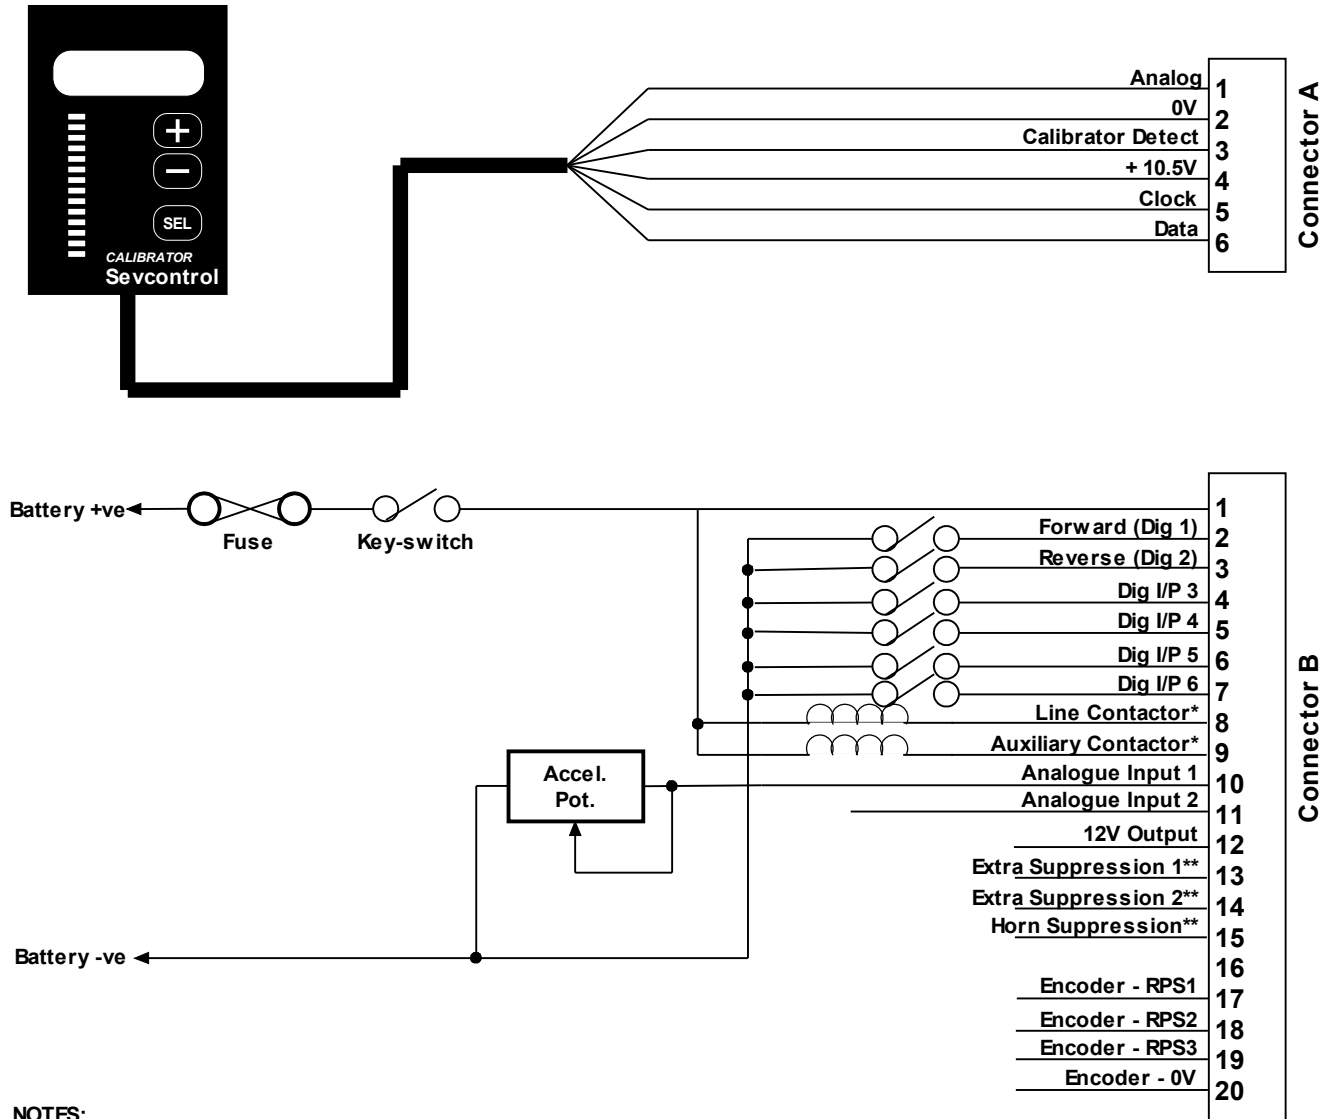 Analog 1
0V 2
Calibrator Detect 3
+ 10.5V 4
Clock 5
Data 6
Connector A
+
−
SEL
CALIBRATOR
Sevcontrol
Battery +ve
Fuse
Key-switch
1
Forward (Dig 1) 2
Reverse (Dig 2) 3
Dig I/P 3 4
Dig I/P 4 5
Dig I/P 5 6
Dig I/P 6 7
Line Contactor* 8
Auxiliary Contactor* 9
Accel.
Pot.
Analogue Input 1 10
Analogue Input 2 11
12V Output 12
Extra Suppression 1** 13
Extra Suppression 2** 14
Horn Suppression** 15
Battery -ve
16
Encoder - RPS1 17
Encoder - RPS2 18
Encoder - RPS3 19
Encoder - 0V 20
Connector B
NOTES: